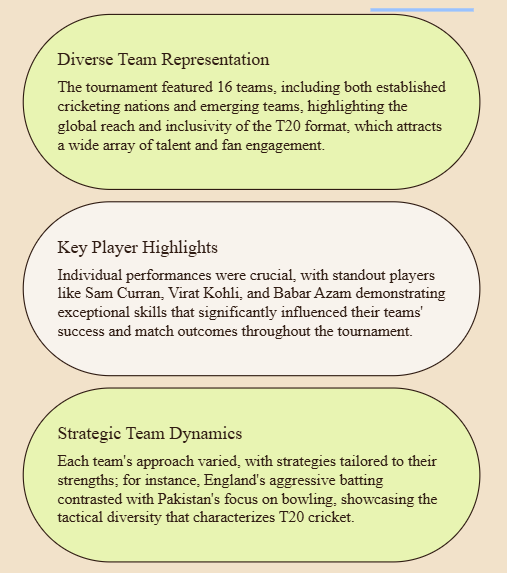 Diverse Team Representation
The tournament featured 16 teams, including both established
cricketing nations and emerging teams, highlighting the
global reach and inclusivity of the T20 format, which attracts
a wide array of talent and fan engagement.
Key Player Highlights
Individual performances were crucial, with standout players
like Sam Curran, Virat Kohli, and Babar Azam demonstrating
exceptional skills that significantly influenced their teams'
success and match outcomes throughout the tournament.
Strategic Team Dynamics
Each team's approach varied, with strategies tailored to their
strengths; for instance, England's aggressive batting
contrasted with Pakistan's focus on bowling, showcasing the
tactical diversity that characterizes T20 cricket.